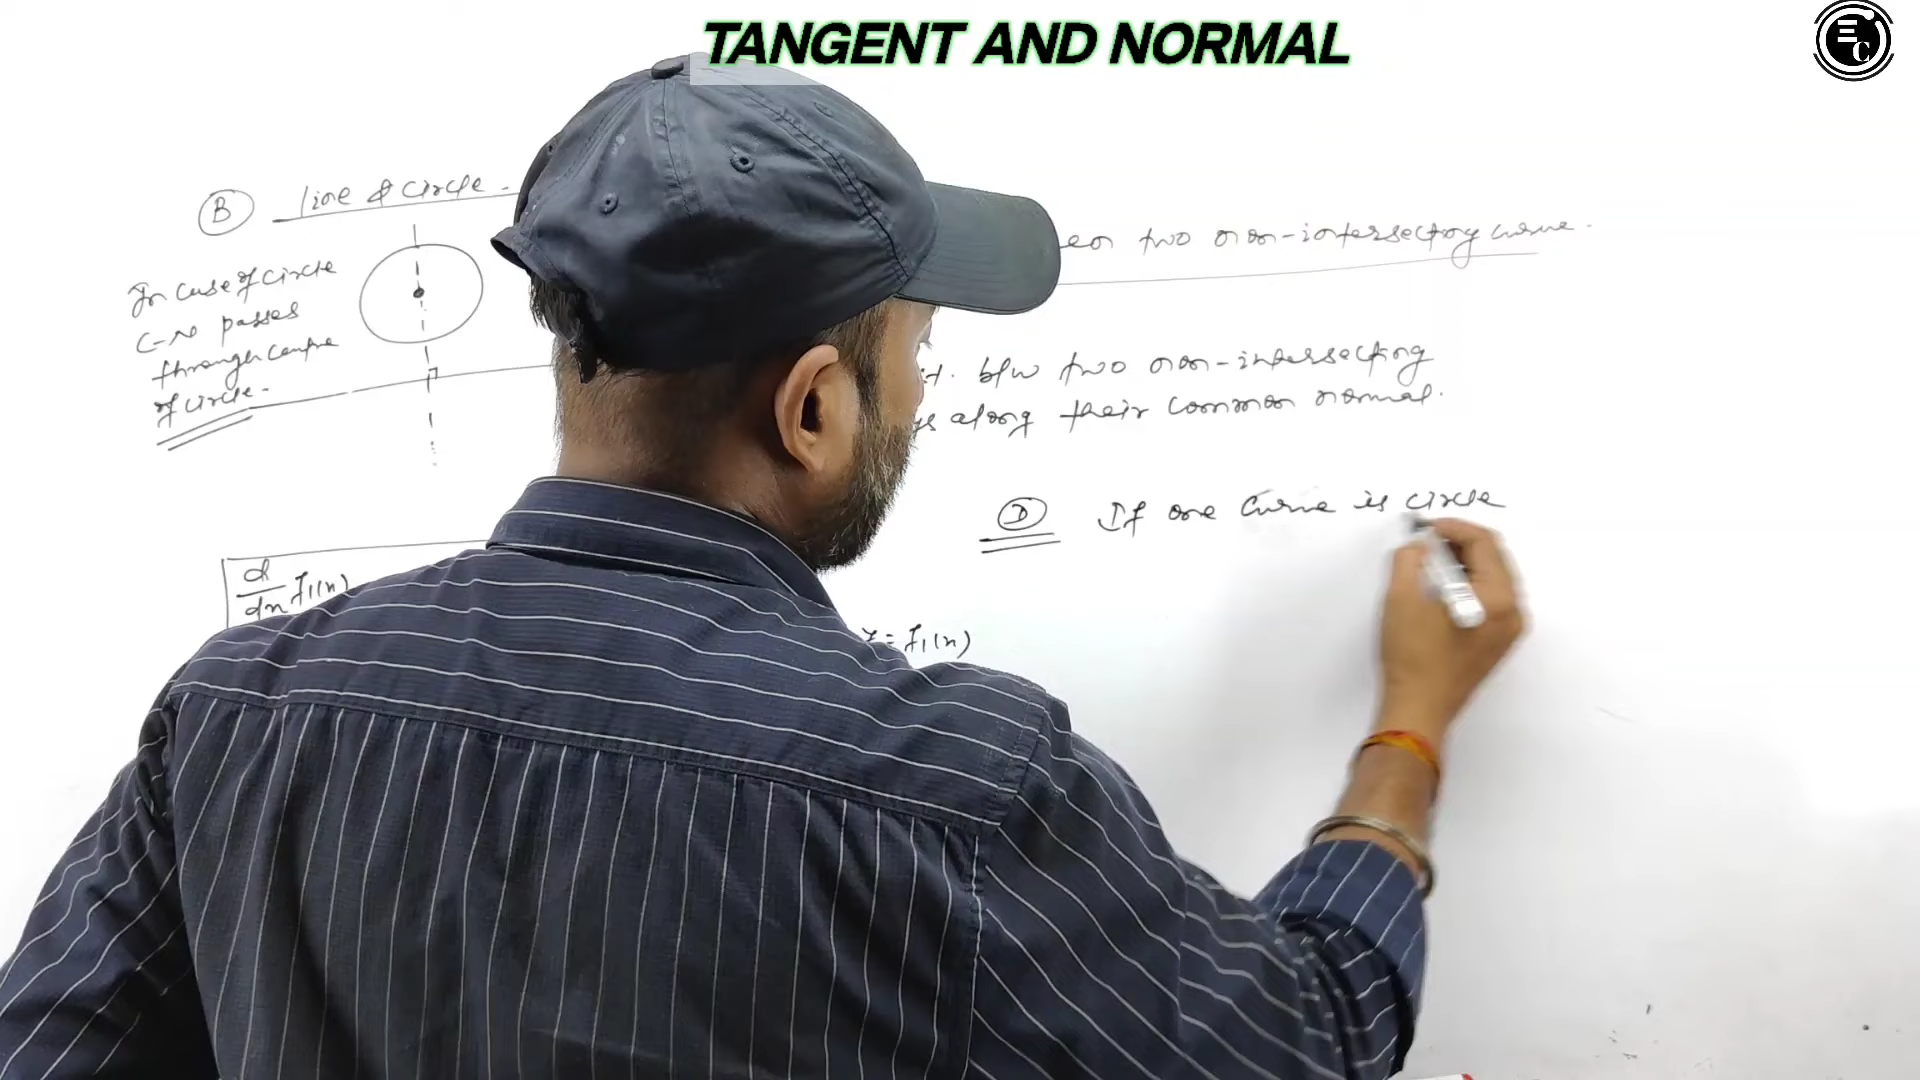 TANGENT AND NORMAL
B line & circle.
In case of circle
C-N passes
through centre
of circle.
two non-intersecting curve.
b/w two non-intersecting
along their common normal.
D If one curve is circle
d/dx f1(x)
= f1(x)